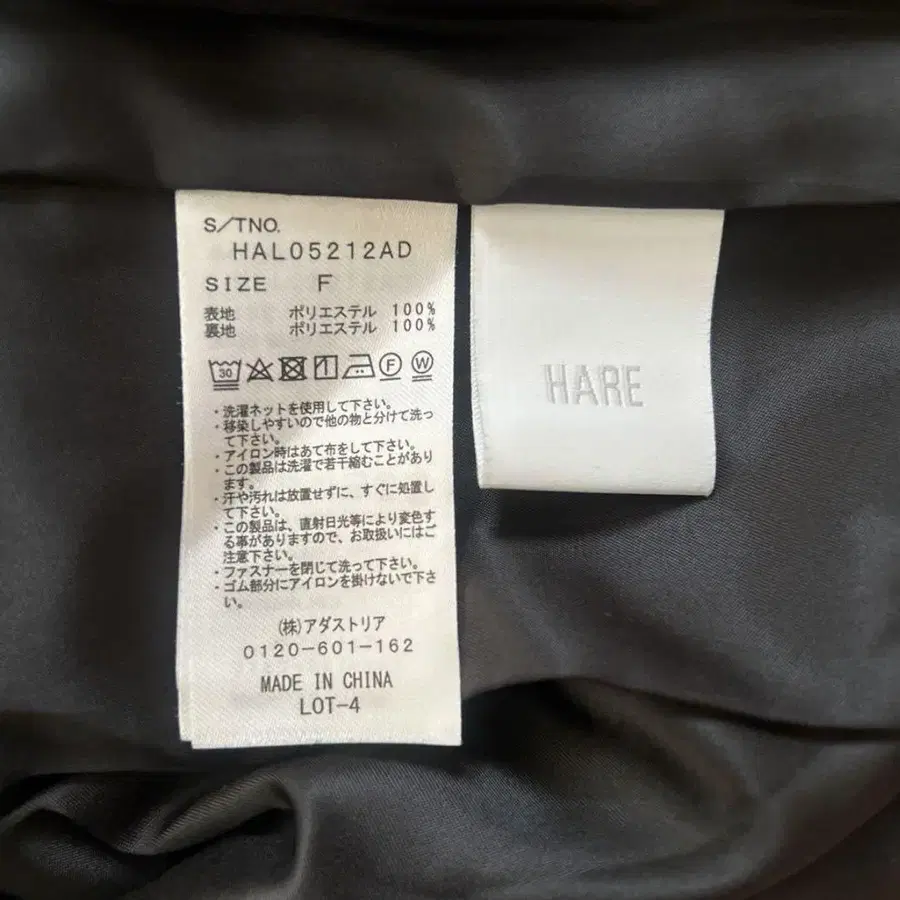 S/TNO.
HAL05212AD
SIZE F
表地 ポリエステル 100%
裏地 ポリエステル 100%
30 F W
・洗濯ネットを使用して下さい。
・移染しやすいので他の物と分けて洗っ
て下さい。
・アイロン時はあて布をして下さい。
・この製品は洗濯で若干縮むことがあり
ます。
・汗や汚れは放置せずに、すぐに処置し
て下さい。
・この製品は、直射日光等により変色す
る事がありますので、お取扱いにはご
注意下さい。
・ファスナーを閉じて洗って下さい。
・ゴム部分にアイロンを掛けないで下さ
い。
(株)アダストリア
0120-601-162
MADE IN CHINA
LOT-4
HARE